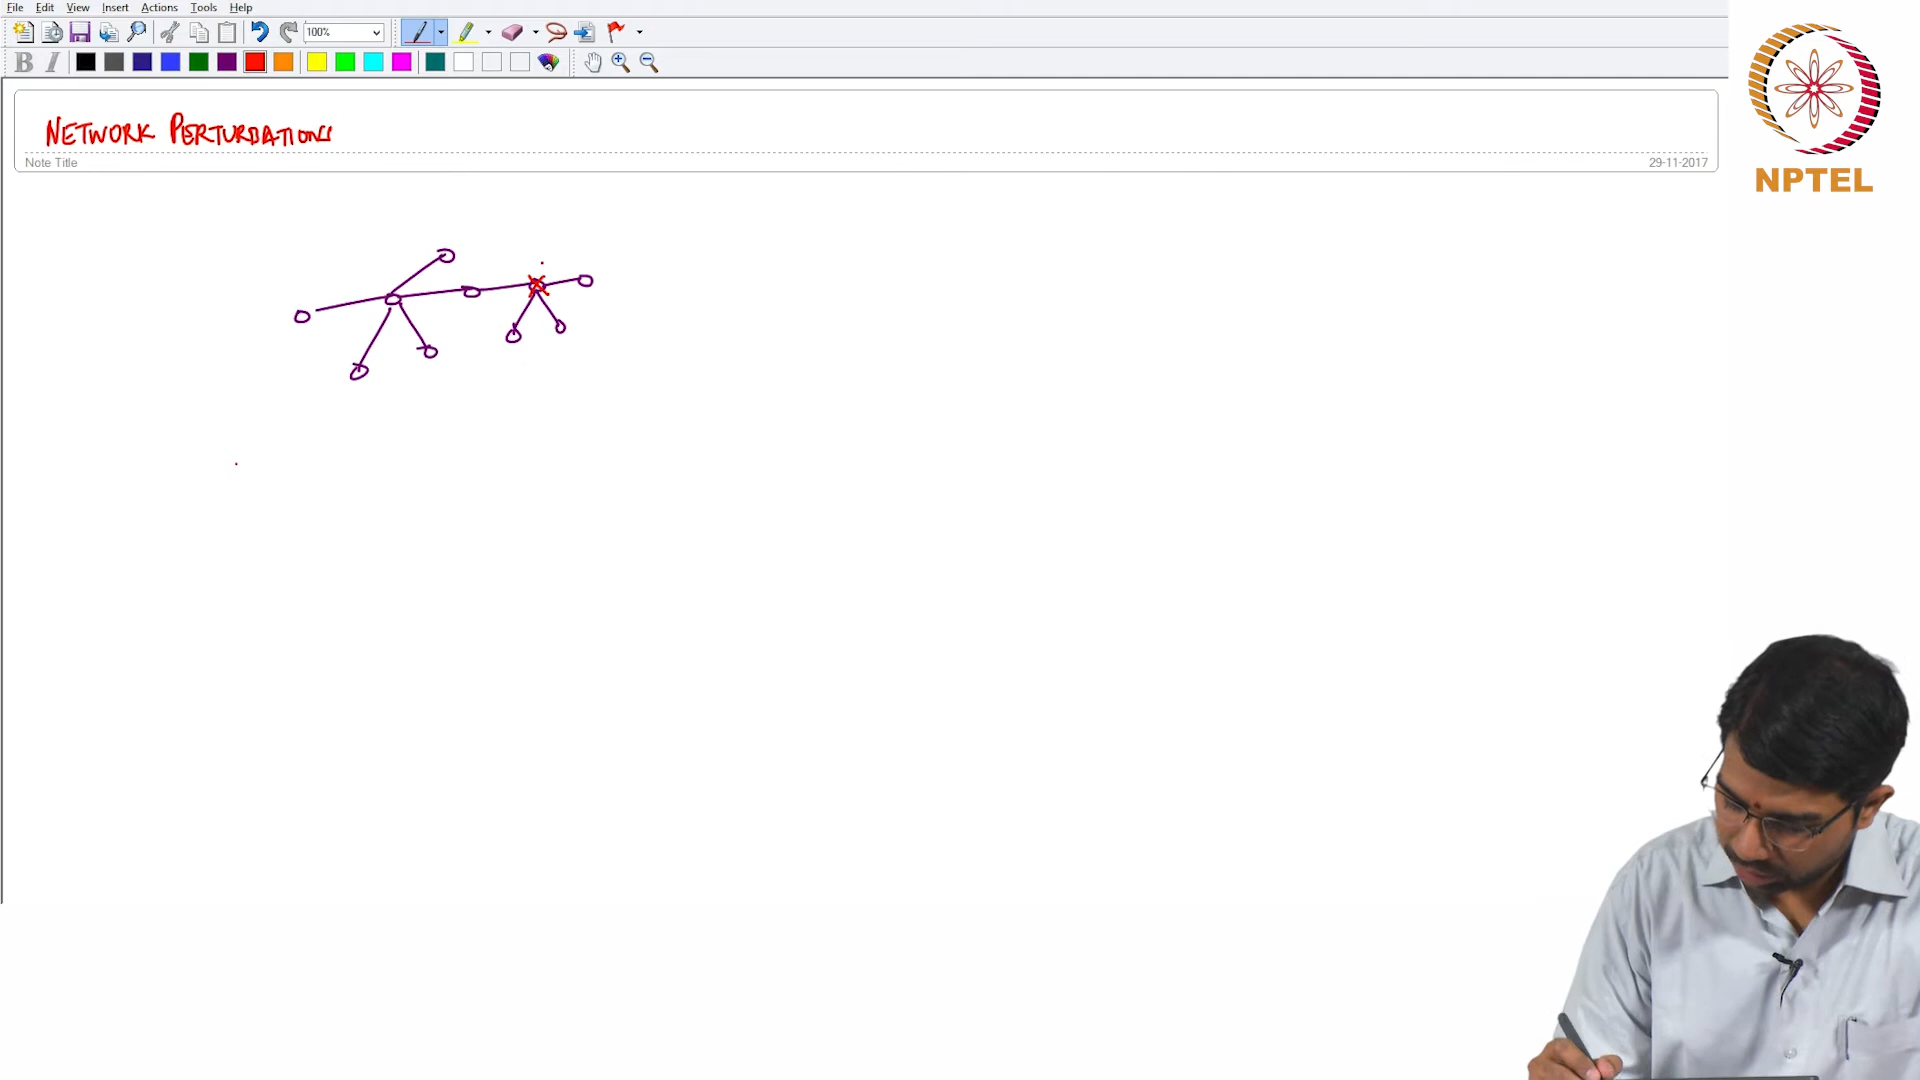 File Edit View Insert Actions Tools Help
100%
B I
NETWORK PERTURBATIONS
Note Title
29-11-2017
NPTEL